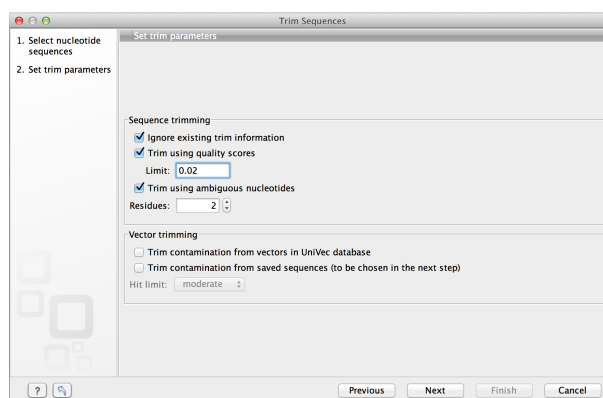 Trim Sequences
1. Select nucleotide
sequences
2. Set trim parameters
Set trim parameters
Sequence trimming
Ignore existing trim information
Trim using quality scores
Limit: 0.02
Trim using ambiguous nucleotides
Residues: 2
Vector trimming
Trim contamination from vectors in UniVec database
Trim contamination from saved sequences (to be chosen in the next step)
Hit limit: moderate
? Previous Next Finish Cancel